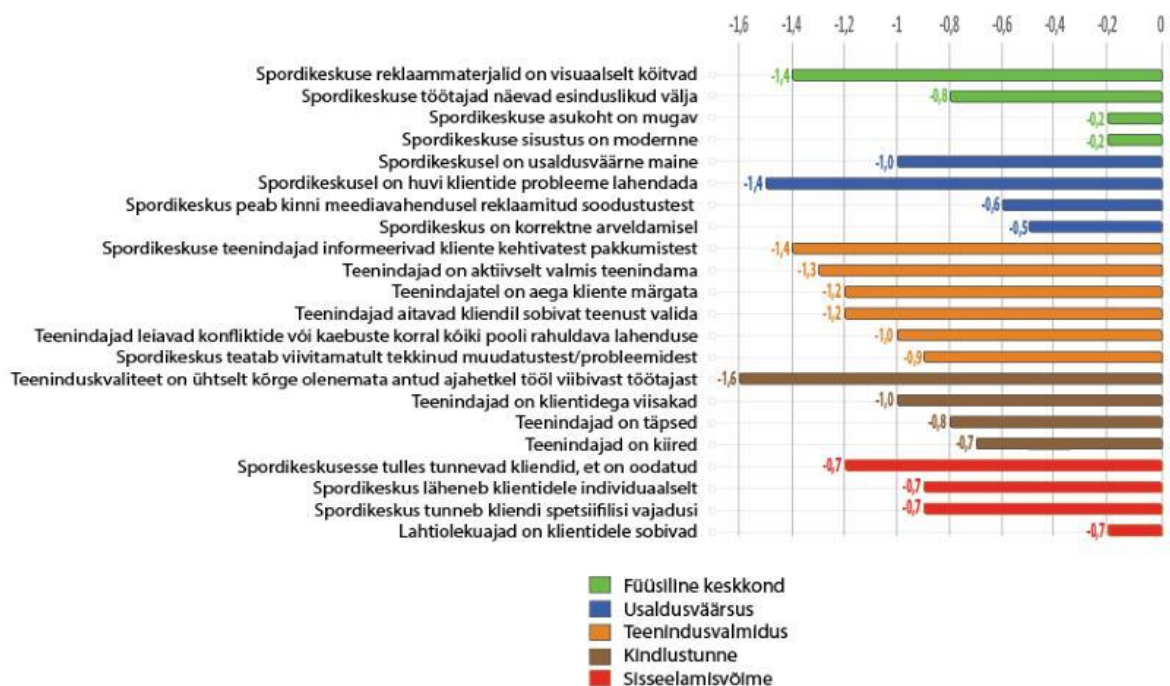 -1,6 -1,4 -1,2 -1 -0,8 -0,6 -0,4 -0,2 0
Spordikeskuse reklaammaterjalid on visuaalselt köitvad -1,4
Spordikeskuse töötajad näevad esinduslikud välja -0,8
Spordikeskuse asukoht on mugav -0,2
Spordikeskuse sisustus on modernne -0,2
Spordikeskusel on usaldusväärne maine -1,0
Spordikeskusel on huvi klientide probleeme lahendada -1,4
Spordikeskus peab kinni meediavahendusel reklaamitud soodustustest -0,6
Spordikeskus on korrektne arveldamisel -0,5
Spordikeskuse teenindajad informeerivad kliente kehtivatest pakkumistest -1,4
Teenindajad on aktiivselt valmis teenindama -1,3
Teenindajatel on aega kliente märgata -1,2
Teenindajad aitavad kliendil sobivat teenust valida -1,2
Teenindajad leiavad konfliktide või kaebuste korral kõiki pooli rahuldava lahenduse -1,0
Spordikeskus teatab viivitamatult tekkinud muudatustest/probleemidest -0,9
Teeninduskvaliteet on ühtselt kõrge olenemata antud ajahetkel tööl viibivast töötajast -1,6
Teenindajad on klientidega viisakad -1,0
Teenindajad on täpsed -0,8
Teenindajad on kiired -0,7
Spordikeskusesse tulles tunnevad kliendid, et on oodatud -0,7
Spordikeskus läheneb klientidele individuaalselt -0,7
Spordikeskus tunneb kliendi spetsiifilisi vajadusi -0,7
Lahtiolekuajad on klientidele sobivad -0,7
Füüsiline keskkond
Usaldusväärsus
Teenindusvalmidus
Kindlustunne
Sisseelamisvõime